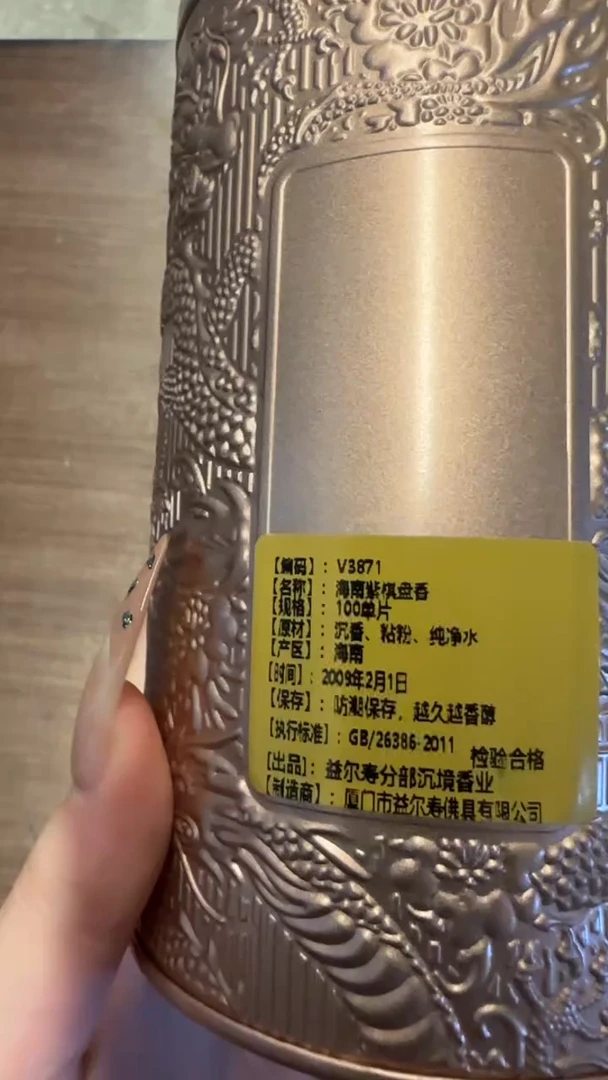 【编码】：V3871
【名称】：海南紫棋盘香
【规格】：100单片
【原材】：沉香、粘粉、纯净水
【产区】：海南
【时间】：2009年2月1日
【保存】：防潮保存，越久越香醇
【执行标准】：GB/26386-2011 检验合格
【出品】：益尔寿分部沉境香业
【制造商】：厦门市益尔寿佛具有限公司